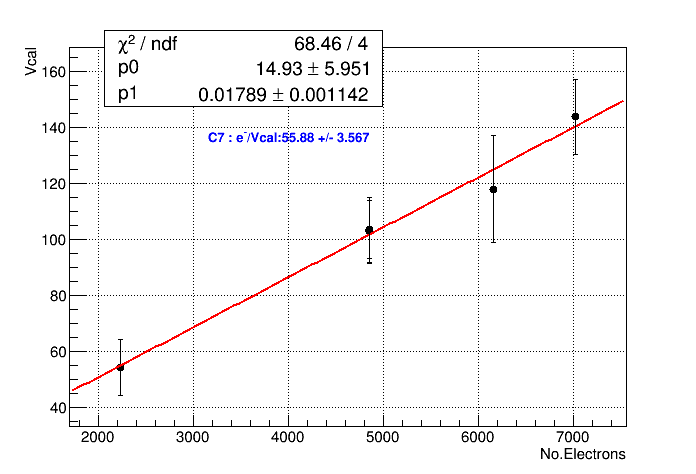 χ² / ndf 68.46 / 4
p0 14.93 ± 5.951
p1 0.01789 ± 0.001142
C7 : e⁻/Vcal:55.88 +/- 3.567
Vcal
160
140
120
100
80
60
40
2000 3000 4000 5000 6000 7000
No.Electrons